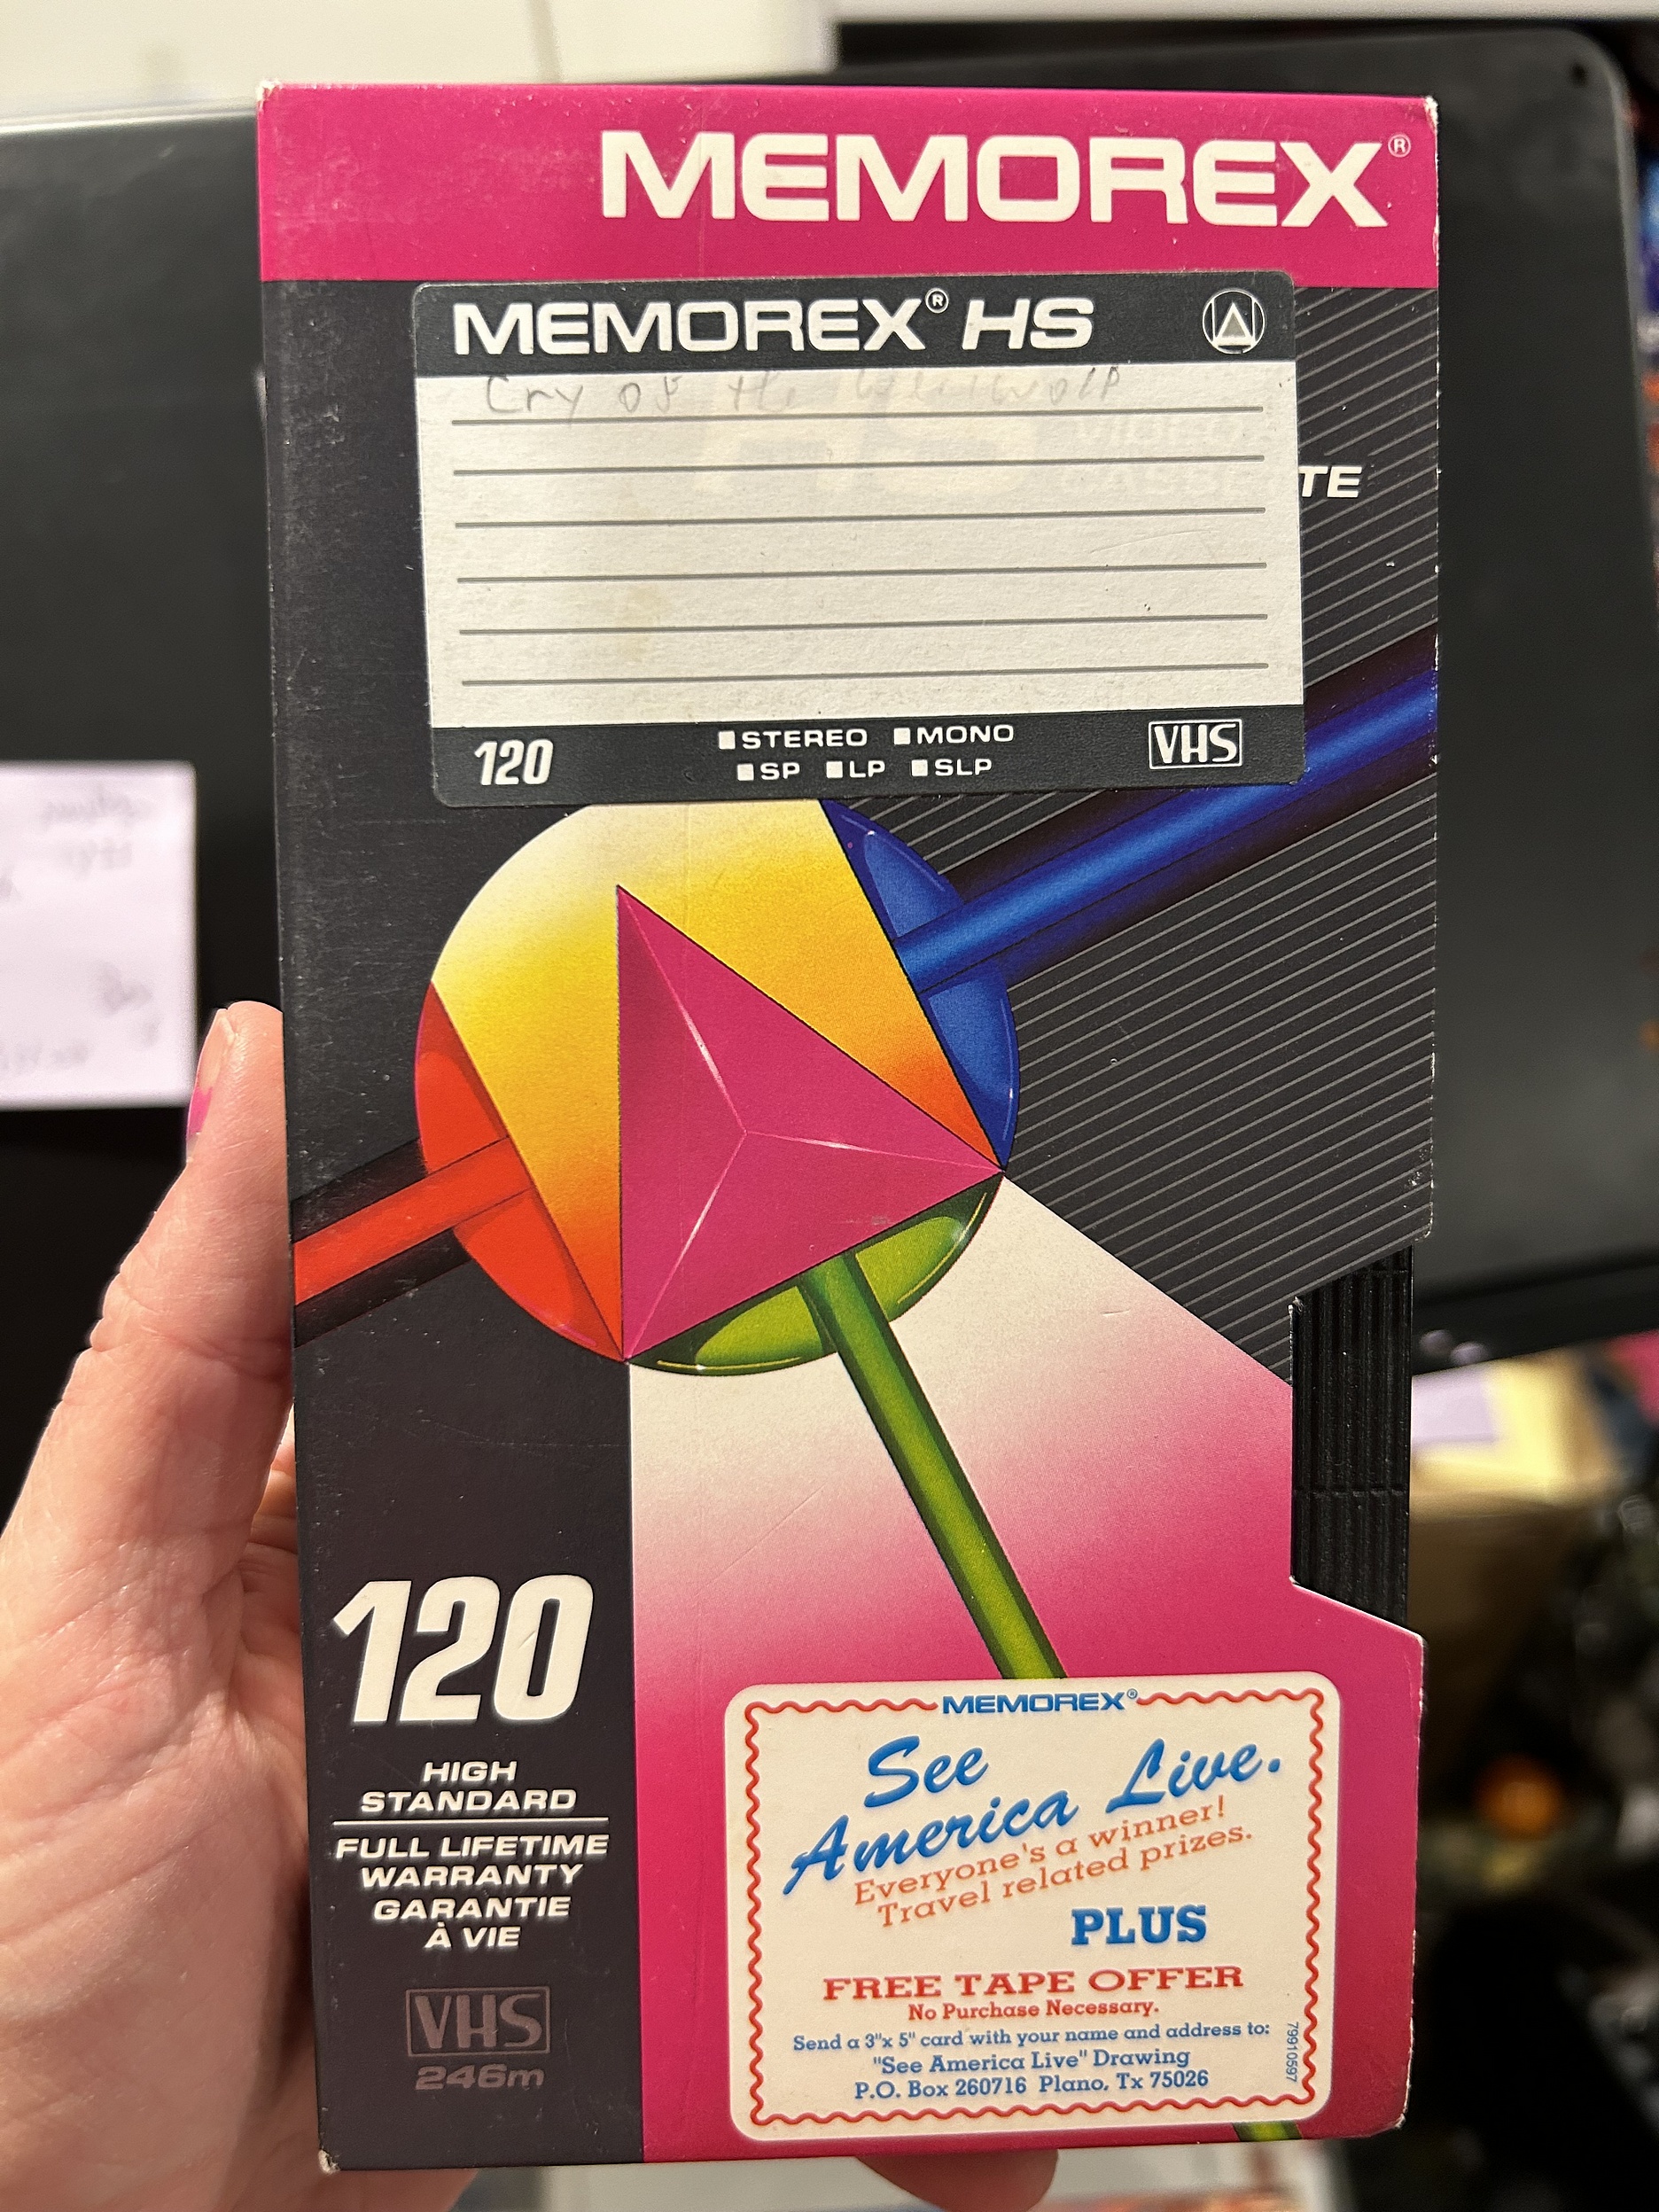 MEMOREX®
MEMOREX® HS
Cry of the Werewolf
TE
120
STEREO MONO
SP LP SLP
VHS
120
HIGH
STANDARD
FULL LIFETIME
WARRANTY
GARANTIE
À VIE
VHS
246m
MEMOREX®
See
America Live.
Everyone's a winner!
Travel related prizes.
PLUS
FREE TAPE OFFER
No Purchase Necessary.
Send a 3"x 5" card with your name and address to:
"See America Live" Drawing
P.O. Box 260716 Plano, Tx 75026
79910597